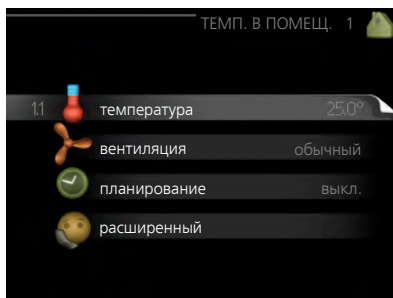 ТЕМП. В ПОМЕЩ. 1
1.1 температура 25.0°
вентиляция обычный
планирование выкл.
расширенный